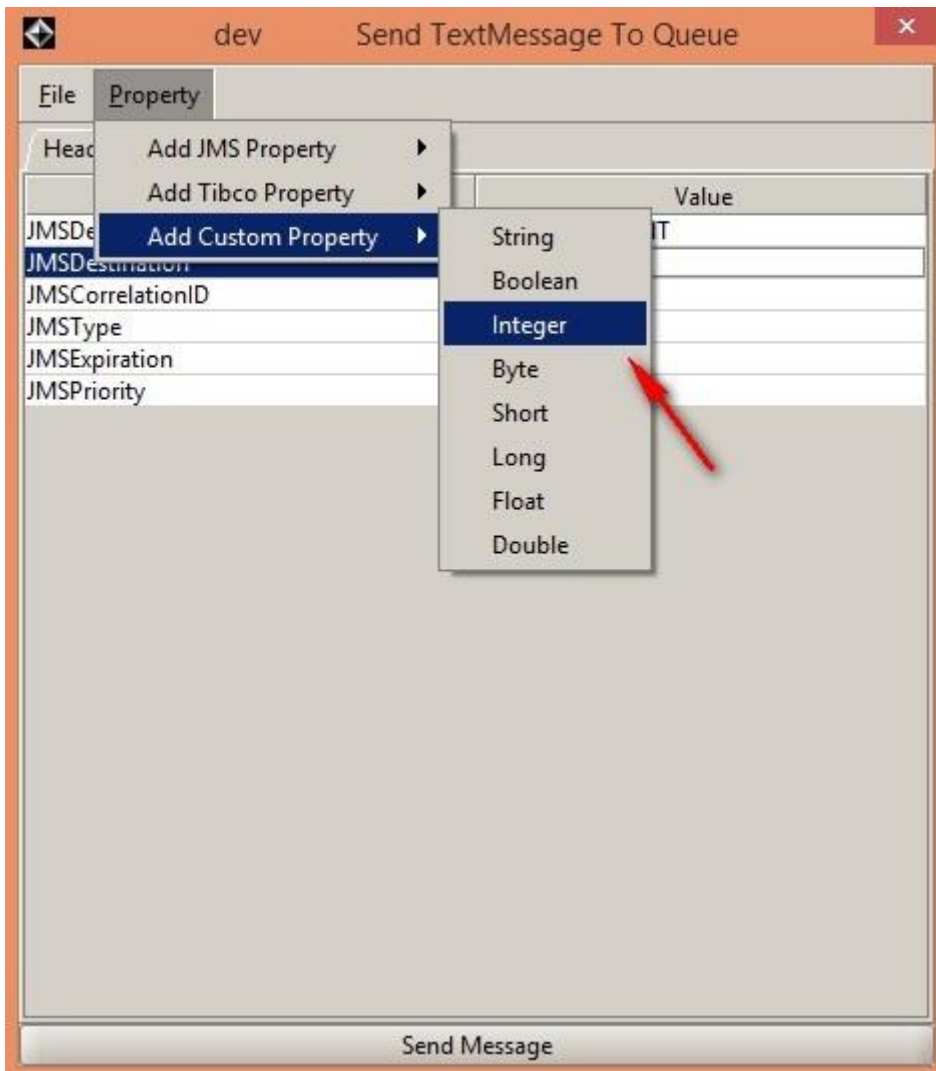 dev Send TextMessage To Queue
File Property
Head
Add JMS Property
Add Tibco Property
Add Custom Property
Value
String
Boolean
Integer
Byte
Short
Long
Float
Double
JMSDe IT
JMSDestination
JMSCorrelationID
JMSType
JMSExpiration
JMSPriority
Send Message